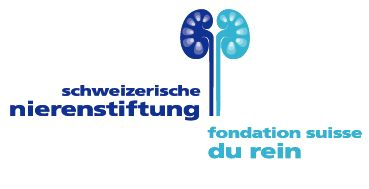 schweizerische
nierenstiftung
fondation suisse
du rein